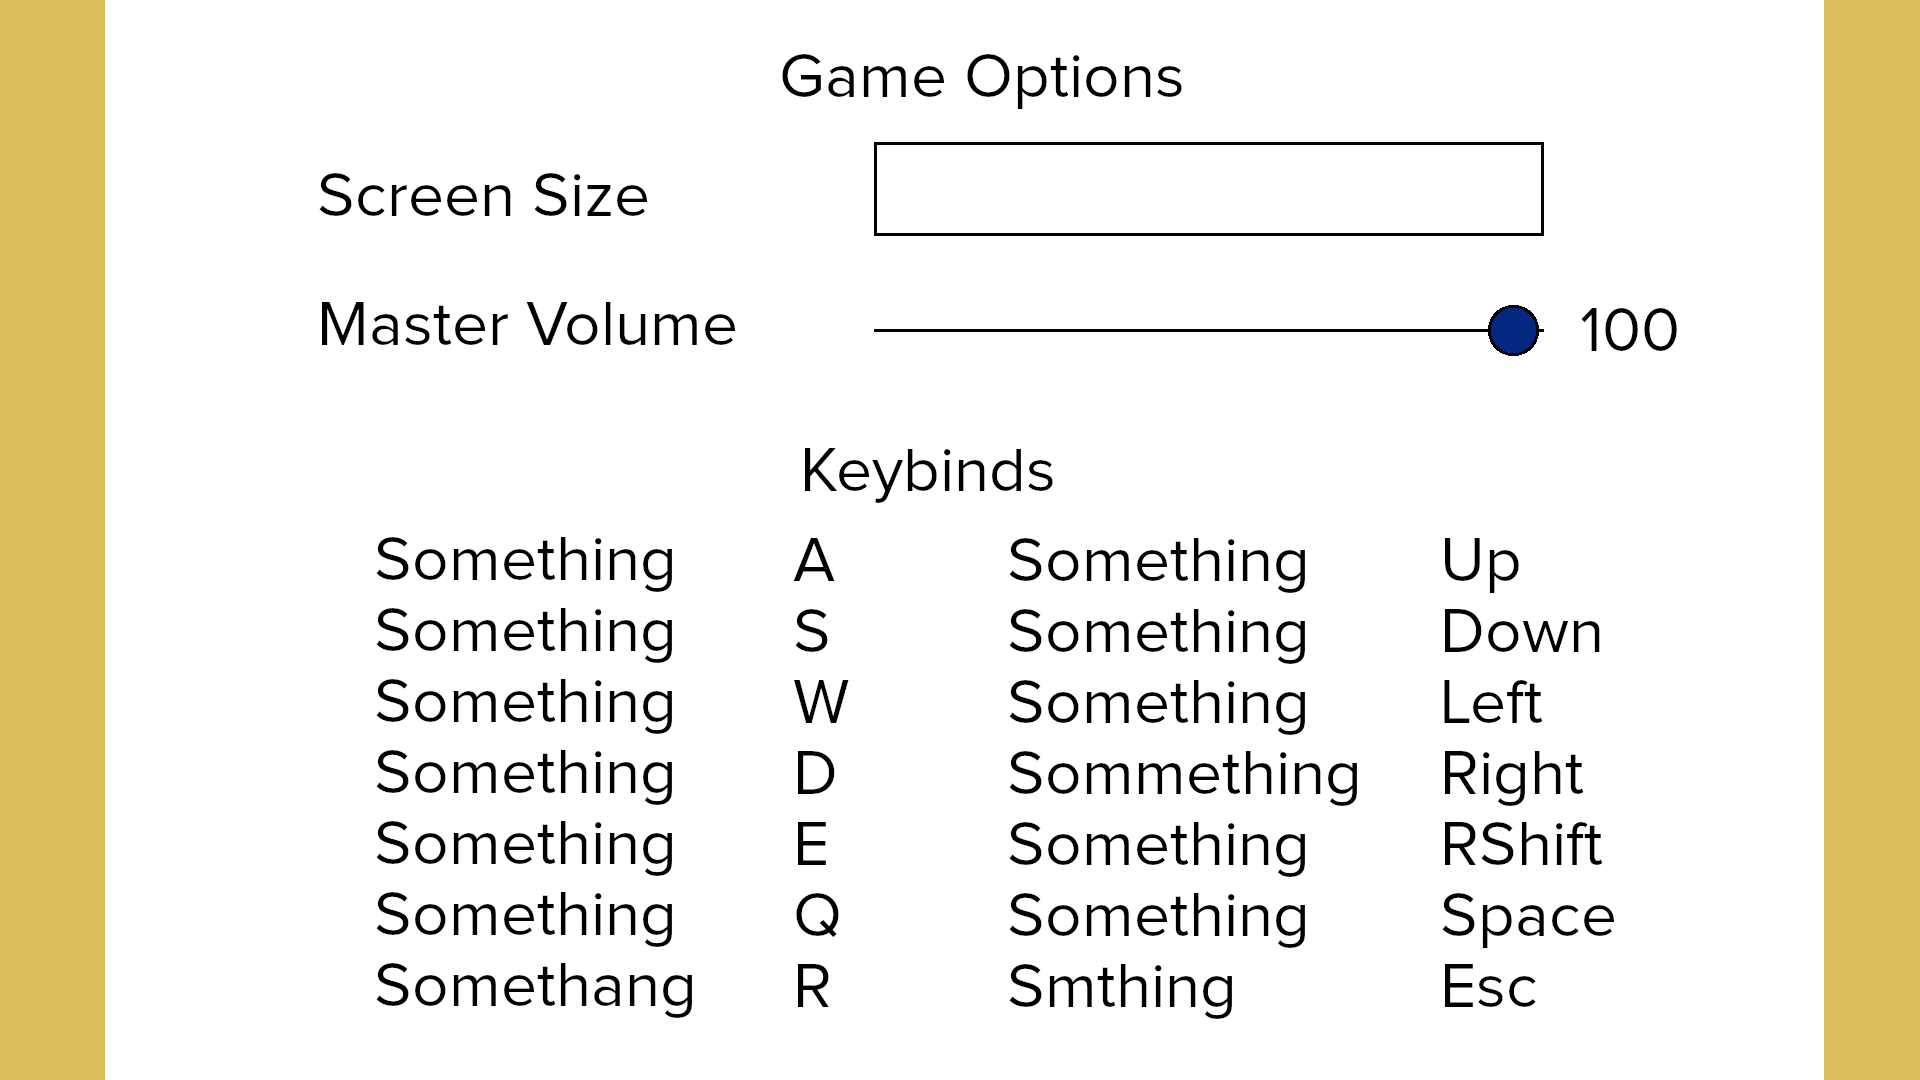 Game Options
Screen Size
Master Volume 100
Keybinds
Something A Something Up
Something S Something Down
Something W Something Left
Something D Sommething Right
Something E Something RShift
Something Q Something Space
Somethang R Smthing Esc